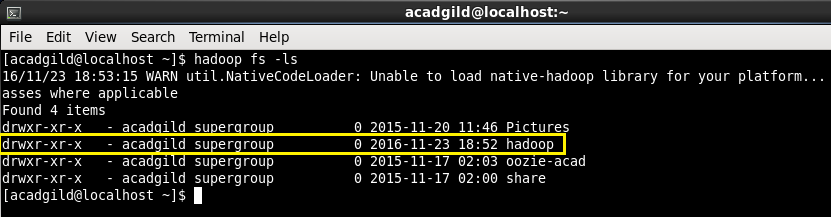 acadgild@localhost:~
File Edit View Search Terminal Help
[acadgild@localhost ~]$ hadoop fs -ls
16/11/23 18:53:15 WARN util.NativeCodeLoader: Unable to load native-hadoop library for your platform...
asses where applicable
Found 4 items
drwxr-xr-x   - acadgild supergroup          0 2015-11-20 11:46 Pictures
drwxr-xr-x   - acadgild supergroup          0 2016-11-23 18:52 hadoop
drwxr-xr-x   - acadgild supergroup          0 2015-11-17 02:03 oozie-acad
drwxr-xr-x   - acadgild supergroup          0 2015-11-17 02:00 share
[acadgild@localhost ~]$